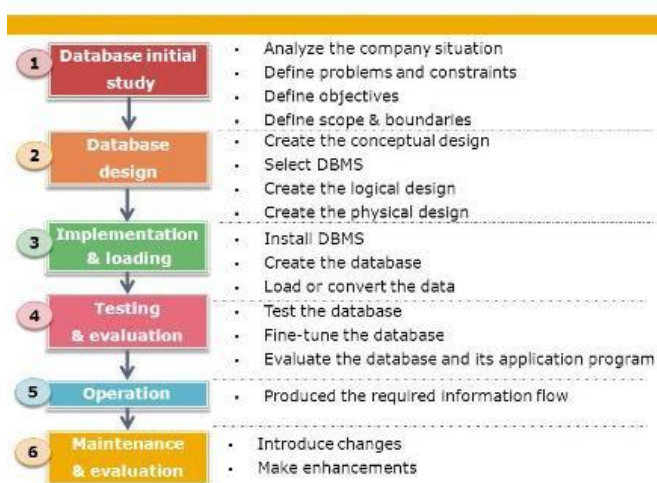 1
Database initial
study
• Analyze the company situation
• Define problems and constraints
• Define objectives
• Define scope & boundaries
2
Database
design
• Create the conceptual design
• Select DBMS
• Create the logical design
• Create the physical design
3
Implementation
& loading
• Install DBMS
• Create the database
• Load or convert the data
4
Testing
& evaluation
• Test the database
• Fine-tune the database
• Evaluate the database and its application program
5
Operation
• Produced the required information flow
6
Maintenance
& evaluation
• Introduce changes
• Make enhancements